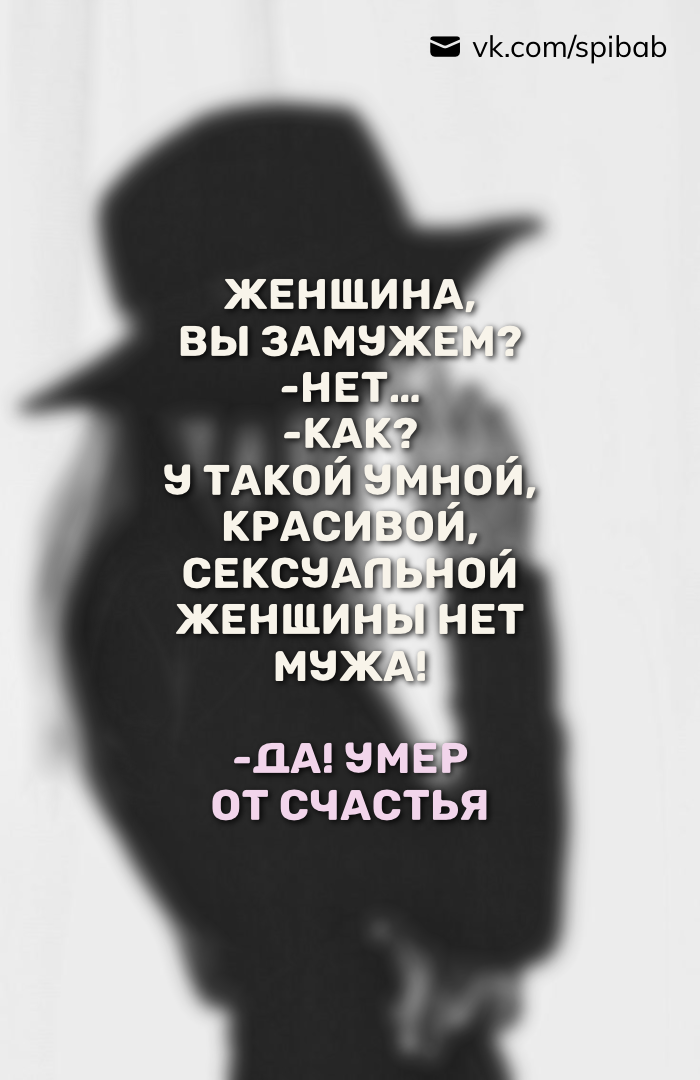 vk.com/spibab
ЖЕНЩИНА,
ВЫ ЗАМУЖЕМ?
-НЕТ...
-КАК?
У ТАКОЙ УМНОЙ,
КРАСИВОЙ,
СЕКСУАЛЬНОЙ
ЖЕНЩИНЫ НЕТ
МУЖА!
-ДА! УМЕР
ОТ СЧАСТЬЯ